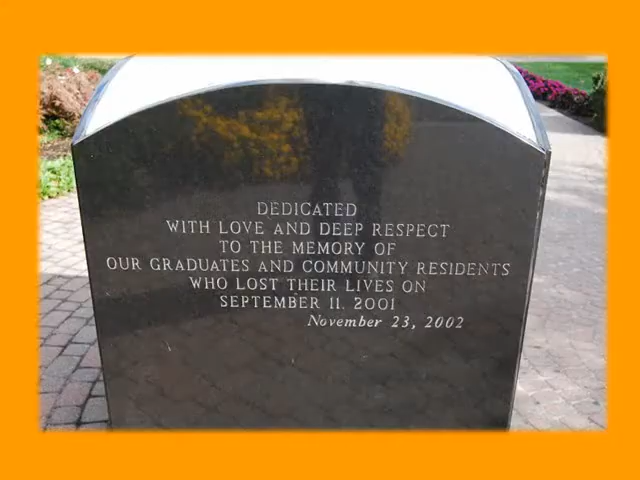 DEDICATED
WITH LOVE AND DEEP RESPECT
TO THE MEMORY OF
OUR GRADUATES AND COMMUNITY RESIDENTS
WHO LOST THEIR LIVES ON
SEPTEMBER 11, 2001
November 23, 2002